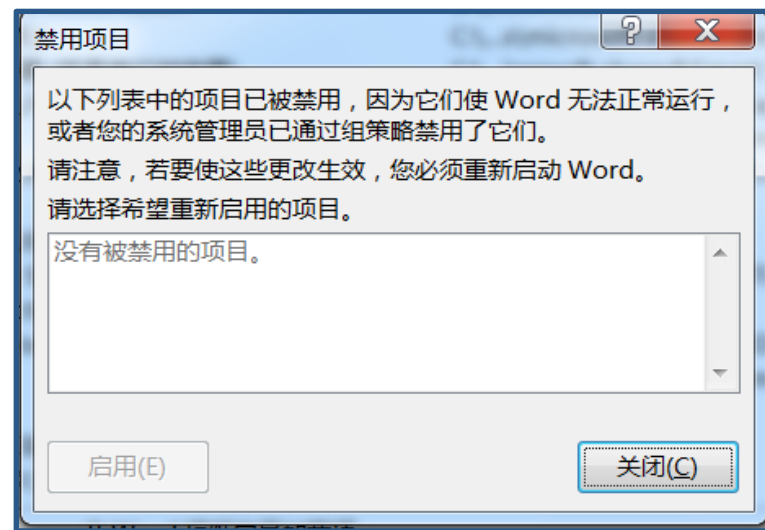 禁用项目
以下列表中的项目已被禁用，因为它们使 Word 无法正常运行，
或者您的系统管理员已通过组策略禁用了它们。
请注意，若要使这些更改生效，您必须重新启动 Word。
请选择希望重新启用的项目。
没有被禁用的项目。
启用(E)
关闭(C)